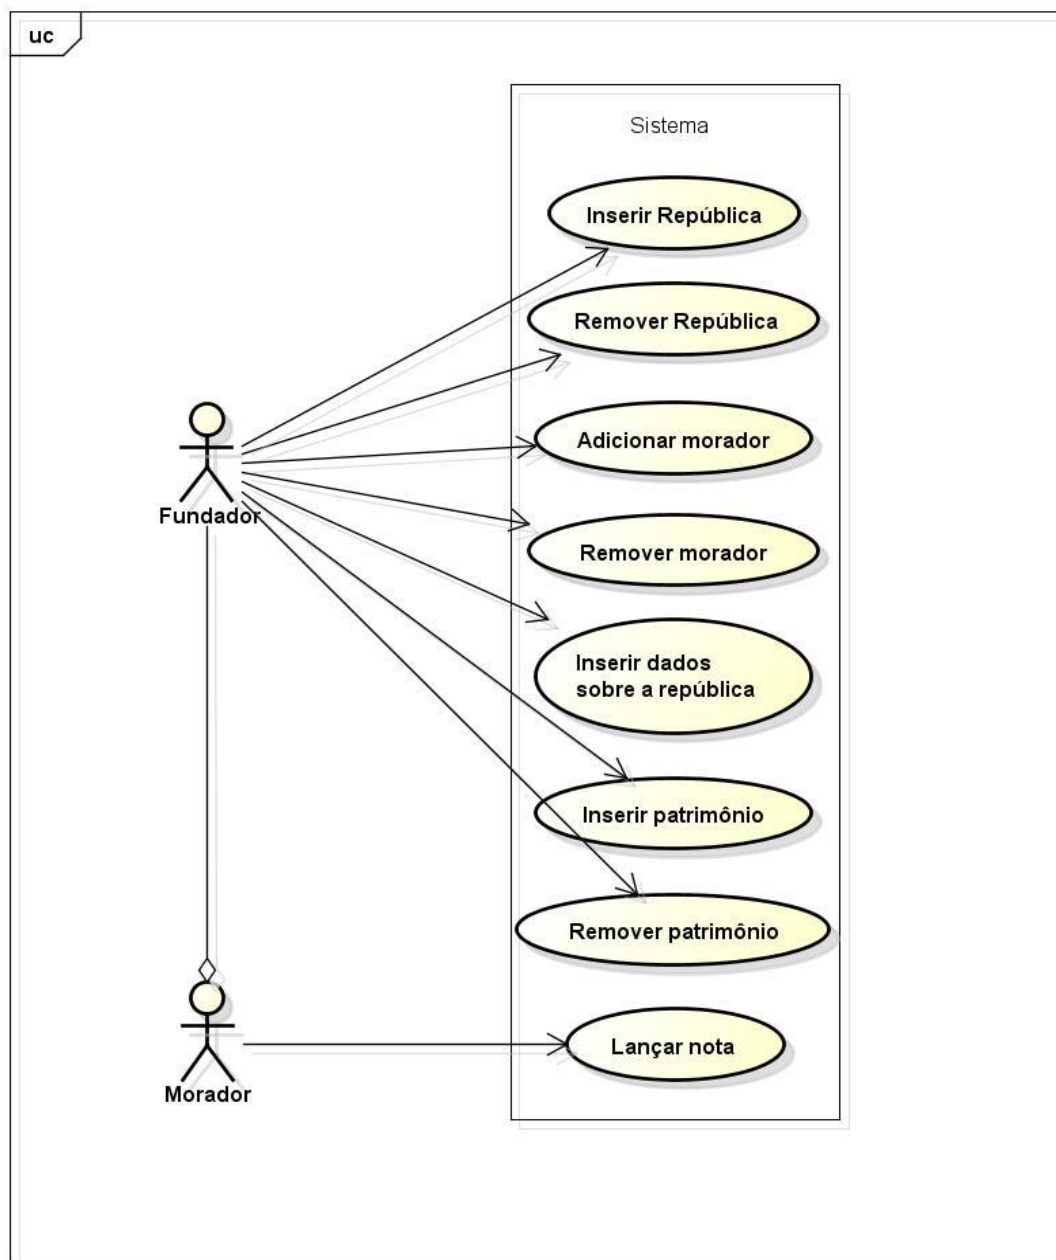 uc
Sistema
Inserir República
Remover República
Adicionar morador
Fundador
Remover morador
Inserir dados
sobre a república
Inserir patrimônio
Remover patrimônio
Lançar nota
Morador